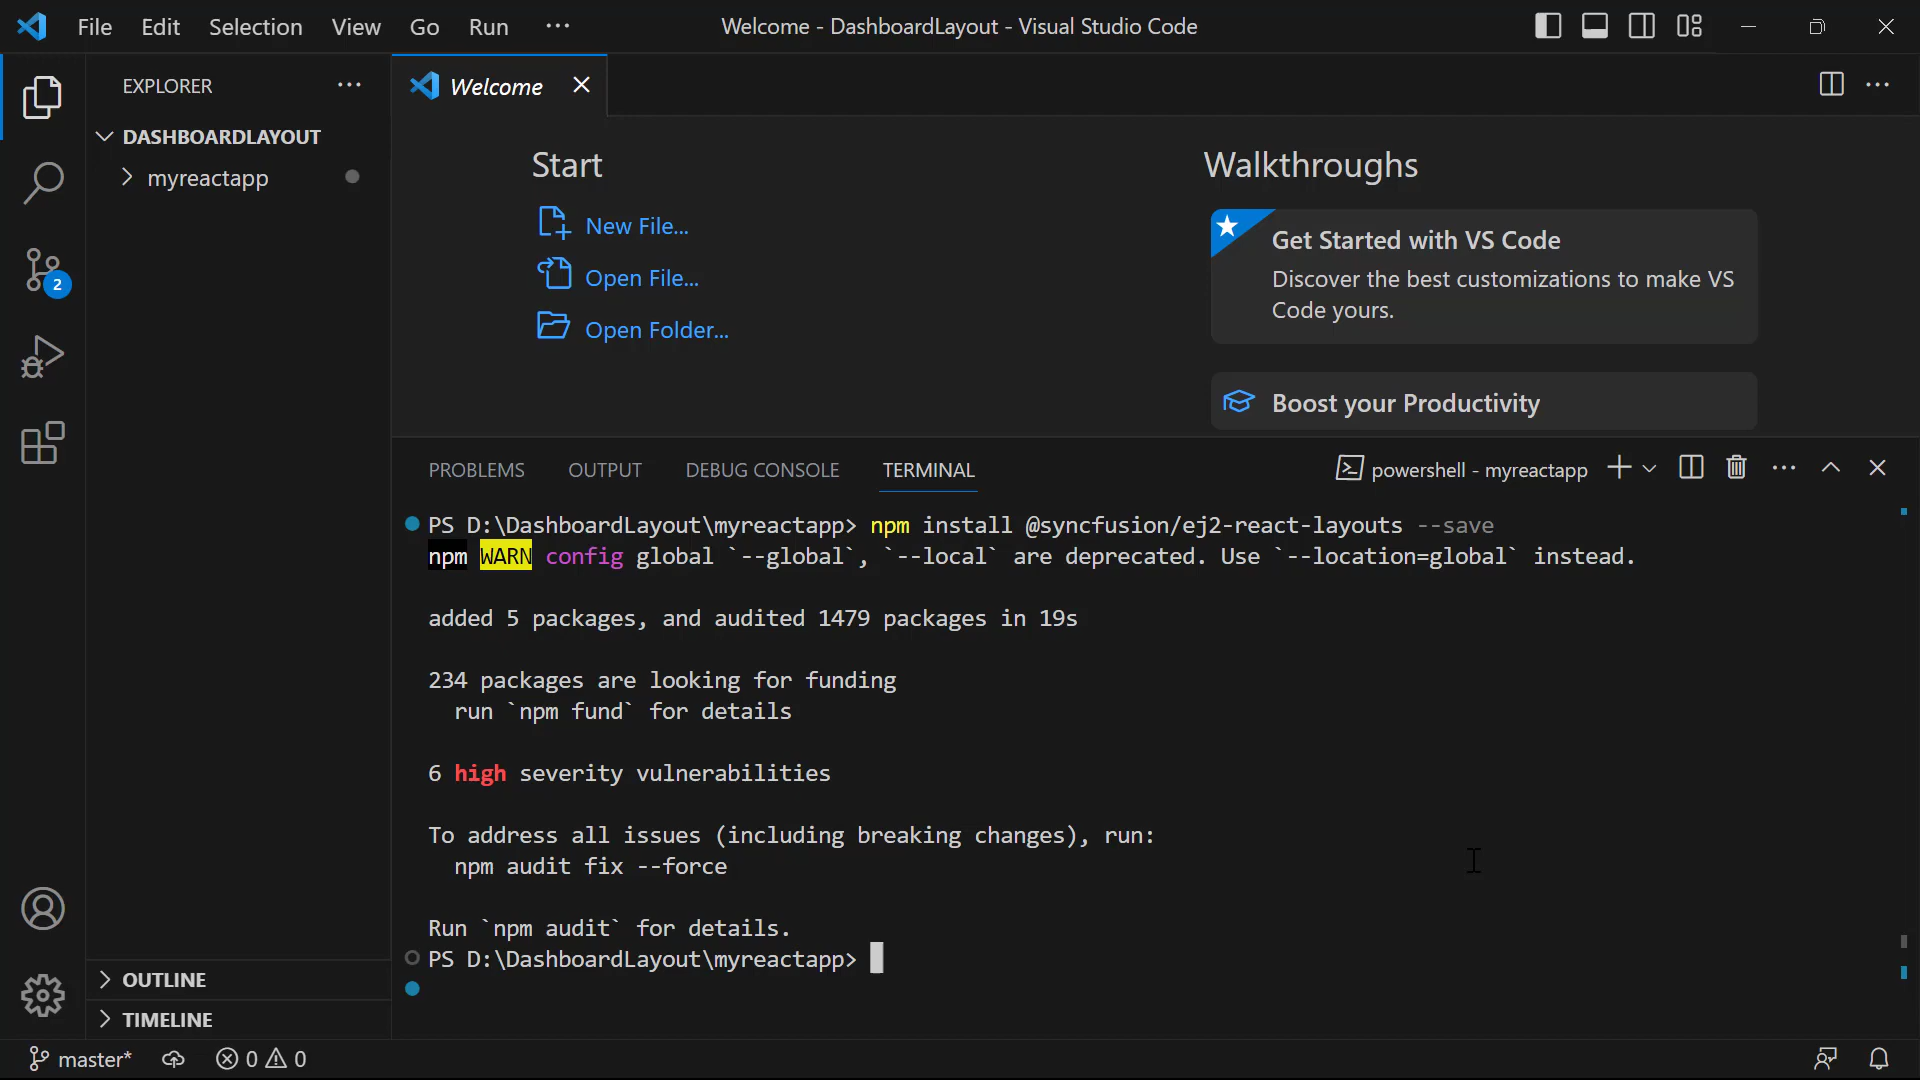 File Edit Selection View Go Run ···
Welcome - DashboardLayout - Visual Studio Code
EXPLORER
DASHBOARDLAYOUT
myreactapp
Welcome
Start
New File...
Open File...
Open Folder...
Walkthroughs
Get Started with VS Code
Discover the best customizations to make VS
Code yours.
Boost your Productivity
2
PROBLEMS OUTPUT DEBUG CONSOLE TERMINAL
powershell - myreactapp
PS D:\DashboardLayout\myreactapp> npm install @syncfusion/ej2-react-layouts --save
npm WARN config global `--global`, `--local` are deprecated. Use `--location=global` instead.
added 5 packages, and audited 1479 packages in 19s
234 packages are looking for funding
run `npm fund` for details
6 high severity vulnerabilities
To address all issues (including breaking changes), run:
npm audit fix --force
Run `npm audit` for details.
PS D:\DashboardLayout\myreactapp>
OUTLINE
TIMELINE
master* 0 0